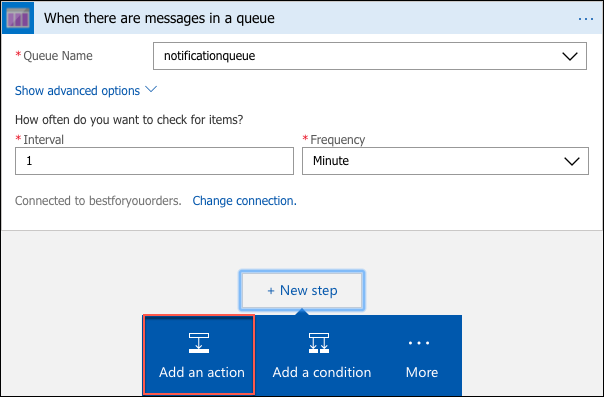 When there are messages in a queue
* Queue Name
notificationqueue
Show advanced options
How often do you want to check for items?
* Interval
* Frequency
1
Minute
Connected to bestforyouorders. Change connection.
+ New step
Add an action
Add a condition
More